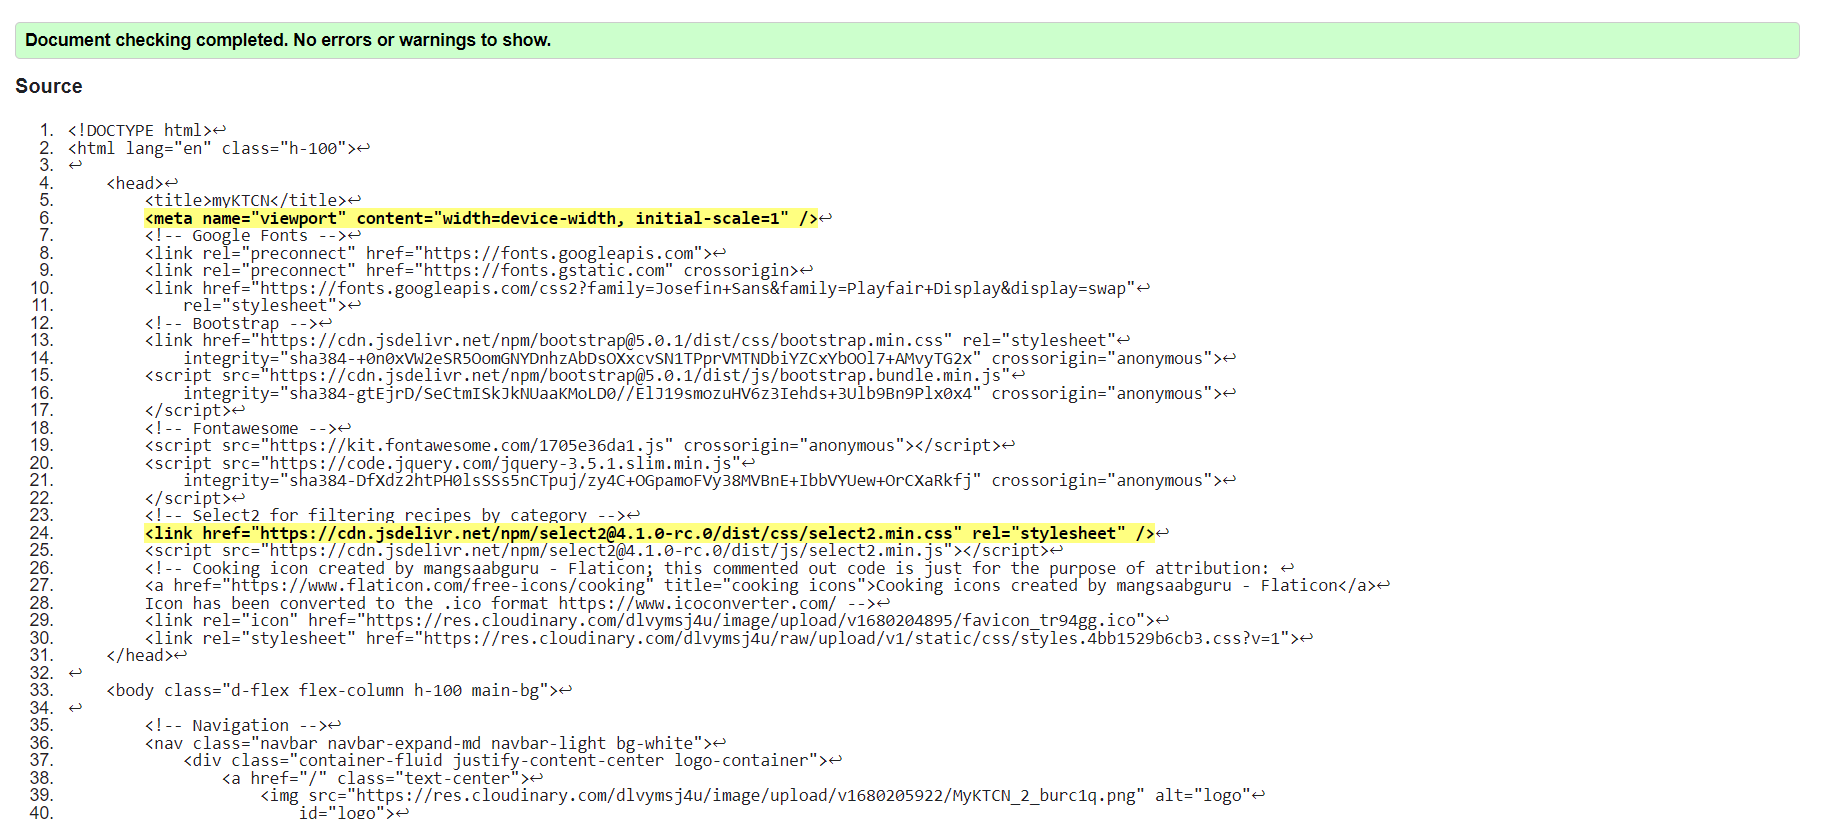 Document checking completed. No errors or warnings to show.
Source
1. <!DOCTYPE html>↩
2. <html lang="en" class="h-100">↩
3. ↩
4. <head>↩
5. <title>myKTCN</title>↩
6. <meta name="viewport" content="width=device-width, initial-scale=1" />↩
7. <!-- Google Fonts -->↩
8. <link rel="preconnect" href="https://fonts.googleapis.com">↩
9. <link rel="preconnect" href="https://fonts.gstatic.com" crossorigin>↩
10. <link href="https://fonts.googleapis.com/css2?family=Josefin+Sans&family=Playfair+Display&display=swap"↩
11. rel="stylesheet">↩
12. <!-- Bootstrap -->↩
13. <link href="https://cdn.jsdelivr.net/npm/bootstrap@5.0.1/dist/css/bootstrap.min.css" rel="stylesheet"↩
14. integrity="sha384-+0n0xVW2eSR5OomGNYDnhzAbDsOXxcvSN1TPprVMTNDbiYZCxYbOOl7+AMvyTG2x" crossorigin="anonymous">↩
15. <script src="https://cdn.jsdelivr.net/npm/bootstrap@5.0.1/dist/js/bootstrap.bundle.min.js"↩
16. integrity="sha384-gtEjrD/SeCtmISkJkNUaaKMoLD0//ElJ19smozuHV6z3Iehds+3Ulb9Bn9Plx0x4" crossorigin="anonymous">↩
17. </script>↩
18. <!-- Fontawesome -->↩
19. <script src="https://kit.fontawesome.com/1705e36da1.js" crossorigin="anonymous"></script>↩
20. <script src="https://code.jquery.com/jquery-3.5.1.slim.min.js"↩
21. integrity="sha384-DfXdz2htPH0lsSSs5nCTpuj/zy4C+OGpamoFVy38MVBnE+IbbVYUew+OrCXaRkfj" crossorigin="anonymous">↩
22. </script>↩
23. <!-- Select2 for filtering recipes by category -->↩
24. <link href="https://cdn.jsdelivr.net/npm/select2@4.1.0-rc.0/dist/css/select2.min.css" rel="stylesheet" />↩
25. <script src="https://cdn.jsdelivr.net/npm/select2@4.1.0-rc.0/dist/js/select2.min.js"></script>↩
26. <!-- Cooking icon created by mangsaabguru - Flaticon; this commented out code is just for the purpose of attribution: ↩
27. <a href="https://www.flaticon.com/free-icons/cooking" title="cooking icons">Cooking icons created by mangsaabguru - Flaticon</a>↩
28. Icon has been converted to the .ico format https://www.icoconverter.com/ -->↩
29. <link rel="icon" href="https://res.cloudinary.com/dlvymsj4u/image/upload/v1680204895/favicon_tr94gg.ico">↩
30. <link rel="stylesheet" href="https://res.cloudinary.com/dlvymsj4u/raw/upload/v1/static/css/styles.4bb1529b6cb3.css?v=1">↩
31. </head>↩
32. ↩
33. <body class="d-flex flex-column h-100 main-bg">↩
34. ↩
35. <!-- Navigation -->↩
36. <nav class="navbar navbar-expand-md navbar-light bg-white">↩
37. <div class="container-fluid justify-content-center logo-container">↩
38. <a href="/" class="text-center">↩
39. <img src="https://res.cloudinary.com/dlvymsj4u/image/upload/v1680205922/MyKTCN_2_burc1q.png" alt="logo"↩
40. id="logo">↩